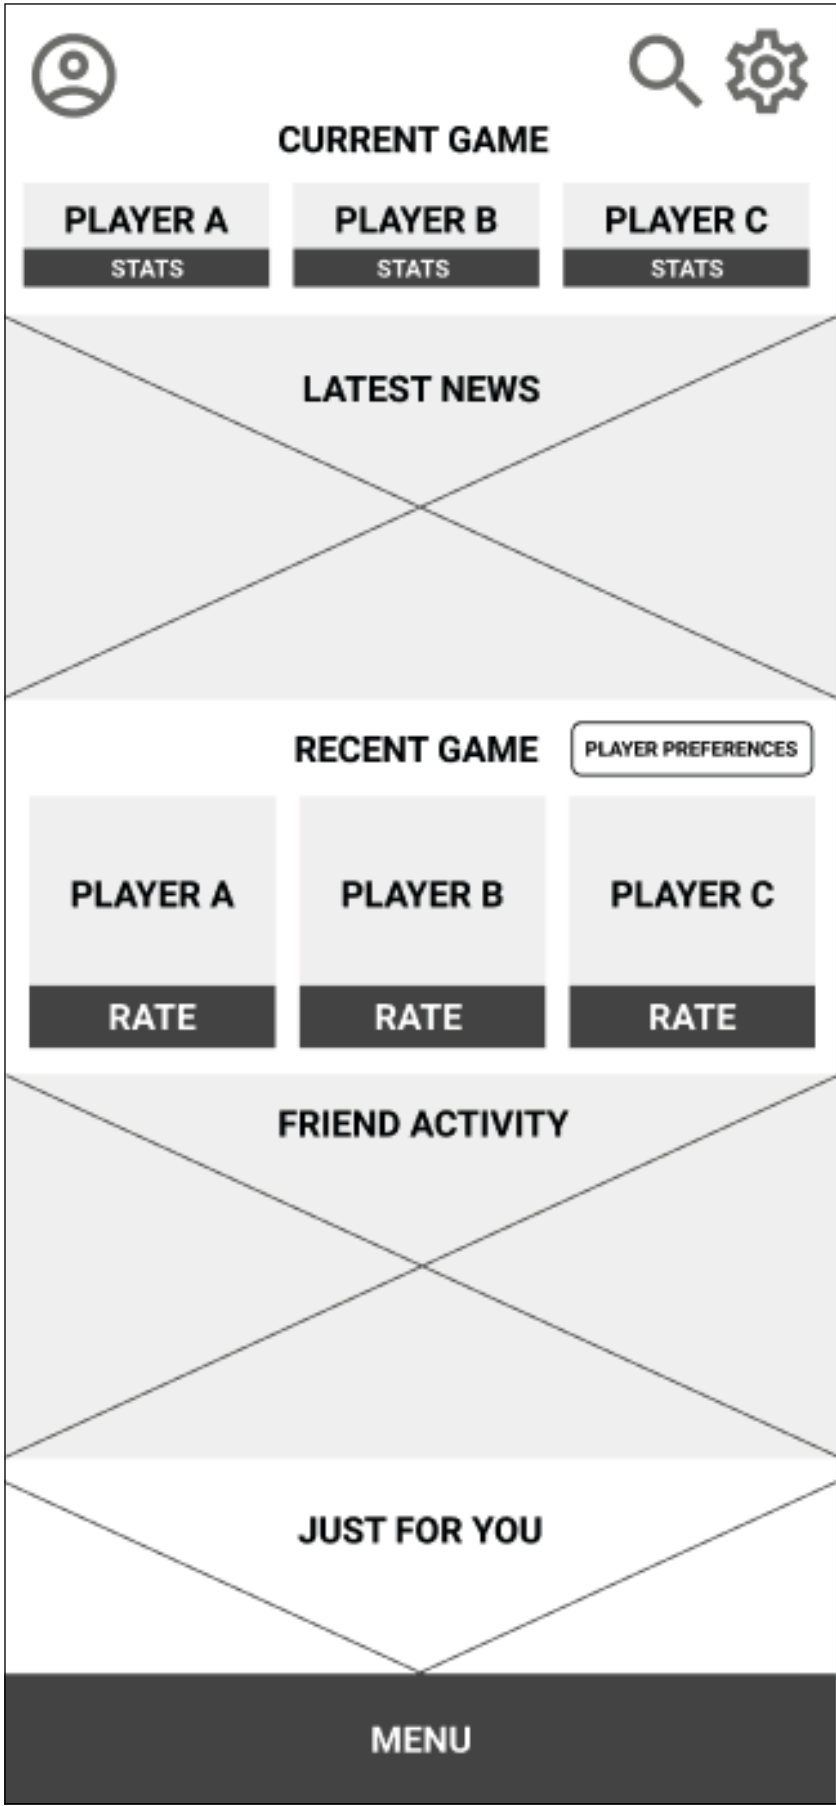 CURRENT GAME
PLAYER A PLAYER B PLAYER C
STATS STATS STATS
LATEST NEWS
RECENT GAME PLAYER PREFERENCES
PLAYER A PLAYER B PLAYER C
RATE RATE RATE
FRIEND ACTIVITY
JUST FOR YOU
MENU